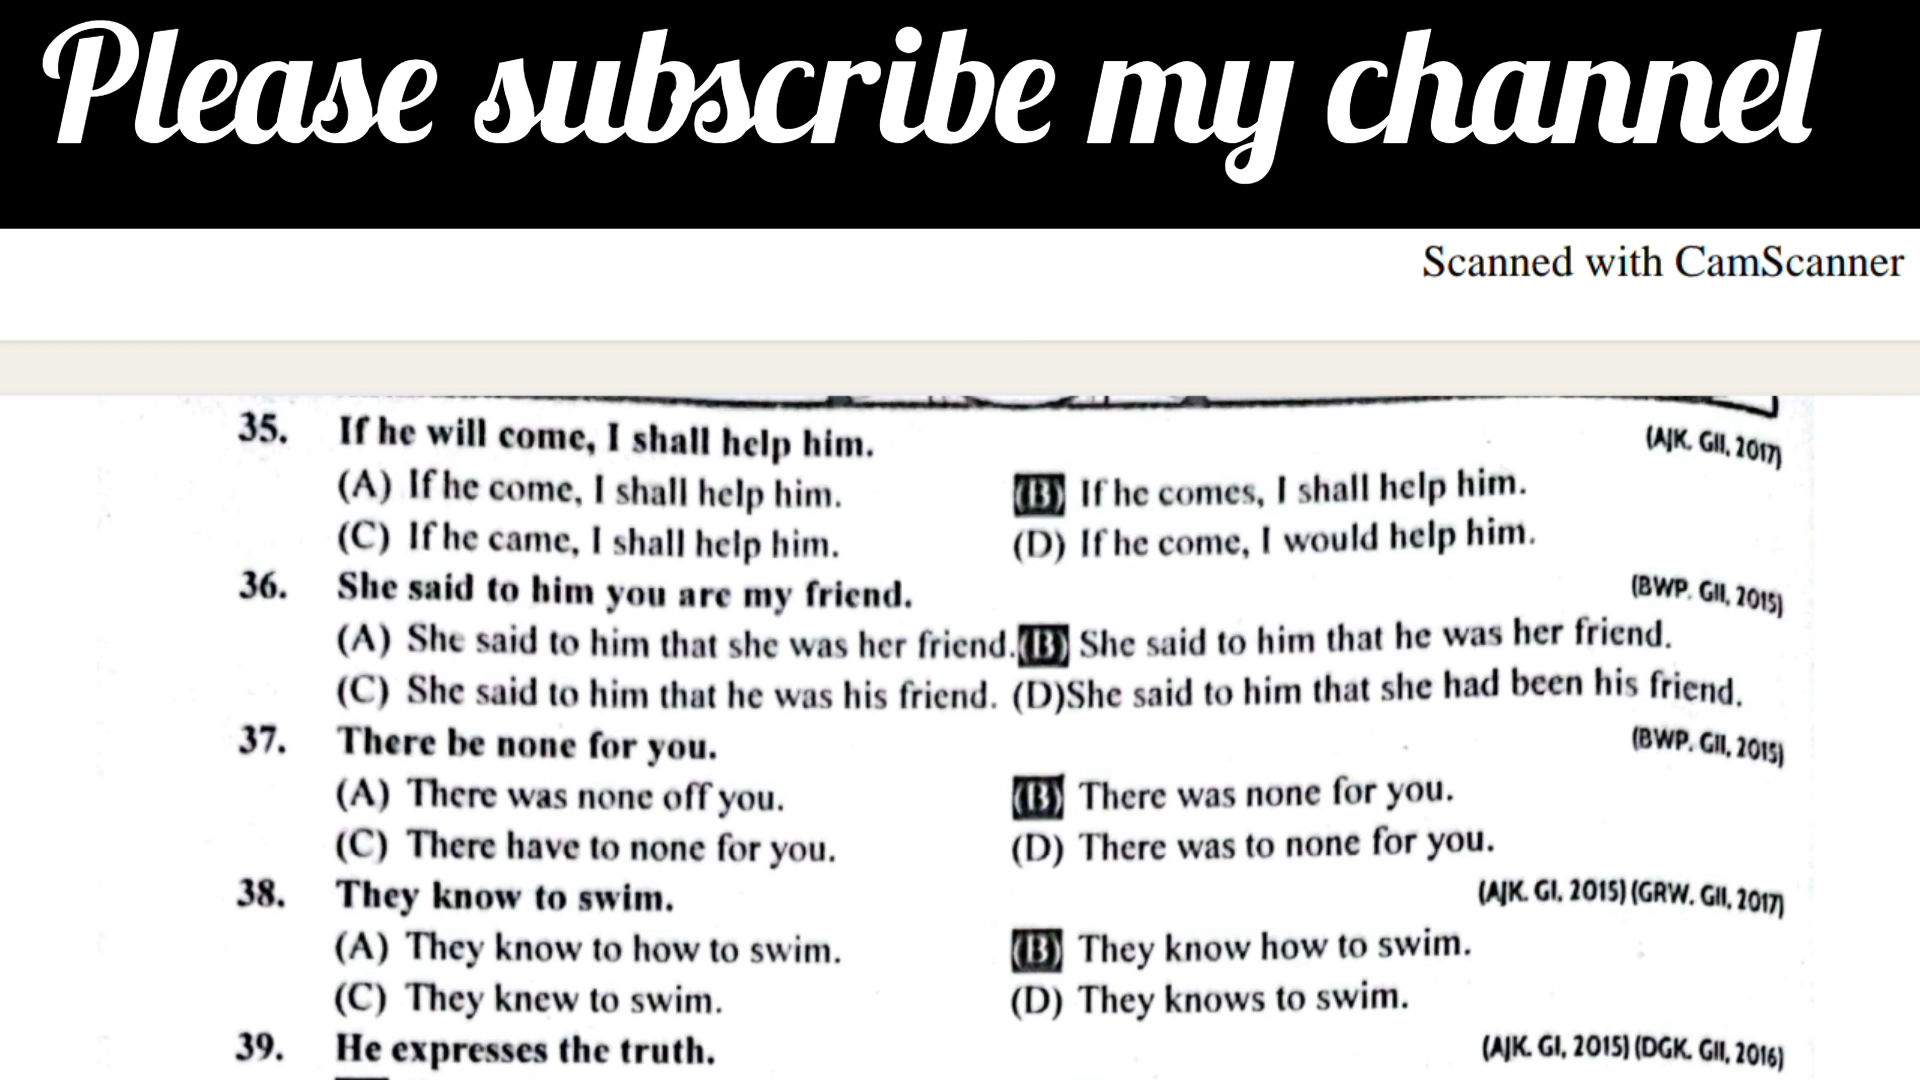 Please subscribe my channel
Scanned with CamScanner
35. If he will come, I shall help him. (AJK. GII, 2017)
(A) If he come, I shall help him. (B) If he comes, I shall help him.
(C) If he came, I shall help him. (D) If he come, I would help him.
36. She said to him you are my friend. (BWP. GII, 2015)
(A) She said to him that she was her friend. (B) She said to him that he was her friend.
(C) She said to him that he was his friend. (D)She said to him that she had been his friend.
37. There be none for you. (BWP. GII, 2015)
(A) There was none off you. (B) There was none for you.
(C) There have to none for you. (D) There was to none for you.
38. They know to swim. (AJK. GI, 2015) (GRW. GII, 2017)
(A) They know to how to swim. (B) They know how to swim.
(C) They knew to swim. (D) They knows to swim.
39. He expresses the truth. (AJK. GI, 2015) (DGK. GII, 2016)